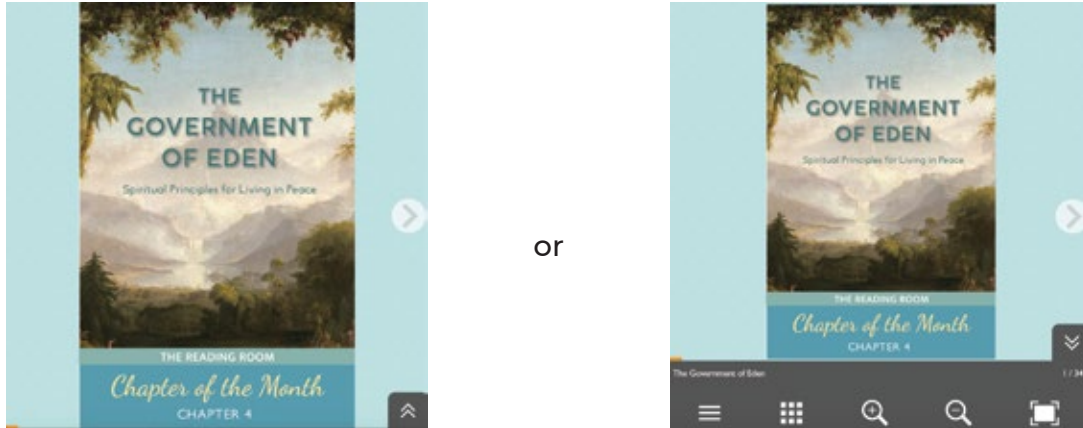 THE
GOVERNMENT
OF EDEN
Spiritual Principles for Living in Peace
THE READING ROOM
Chapter of the Month
CHAPTER 4
or
THE
GOVERNMENT
OF EDEN
Spiritual Principles for Living in Peace
THE READING ROOM
Chapter of the Month
CHAPTER 4
The Government of Eden
1 / 34